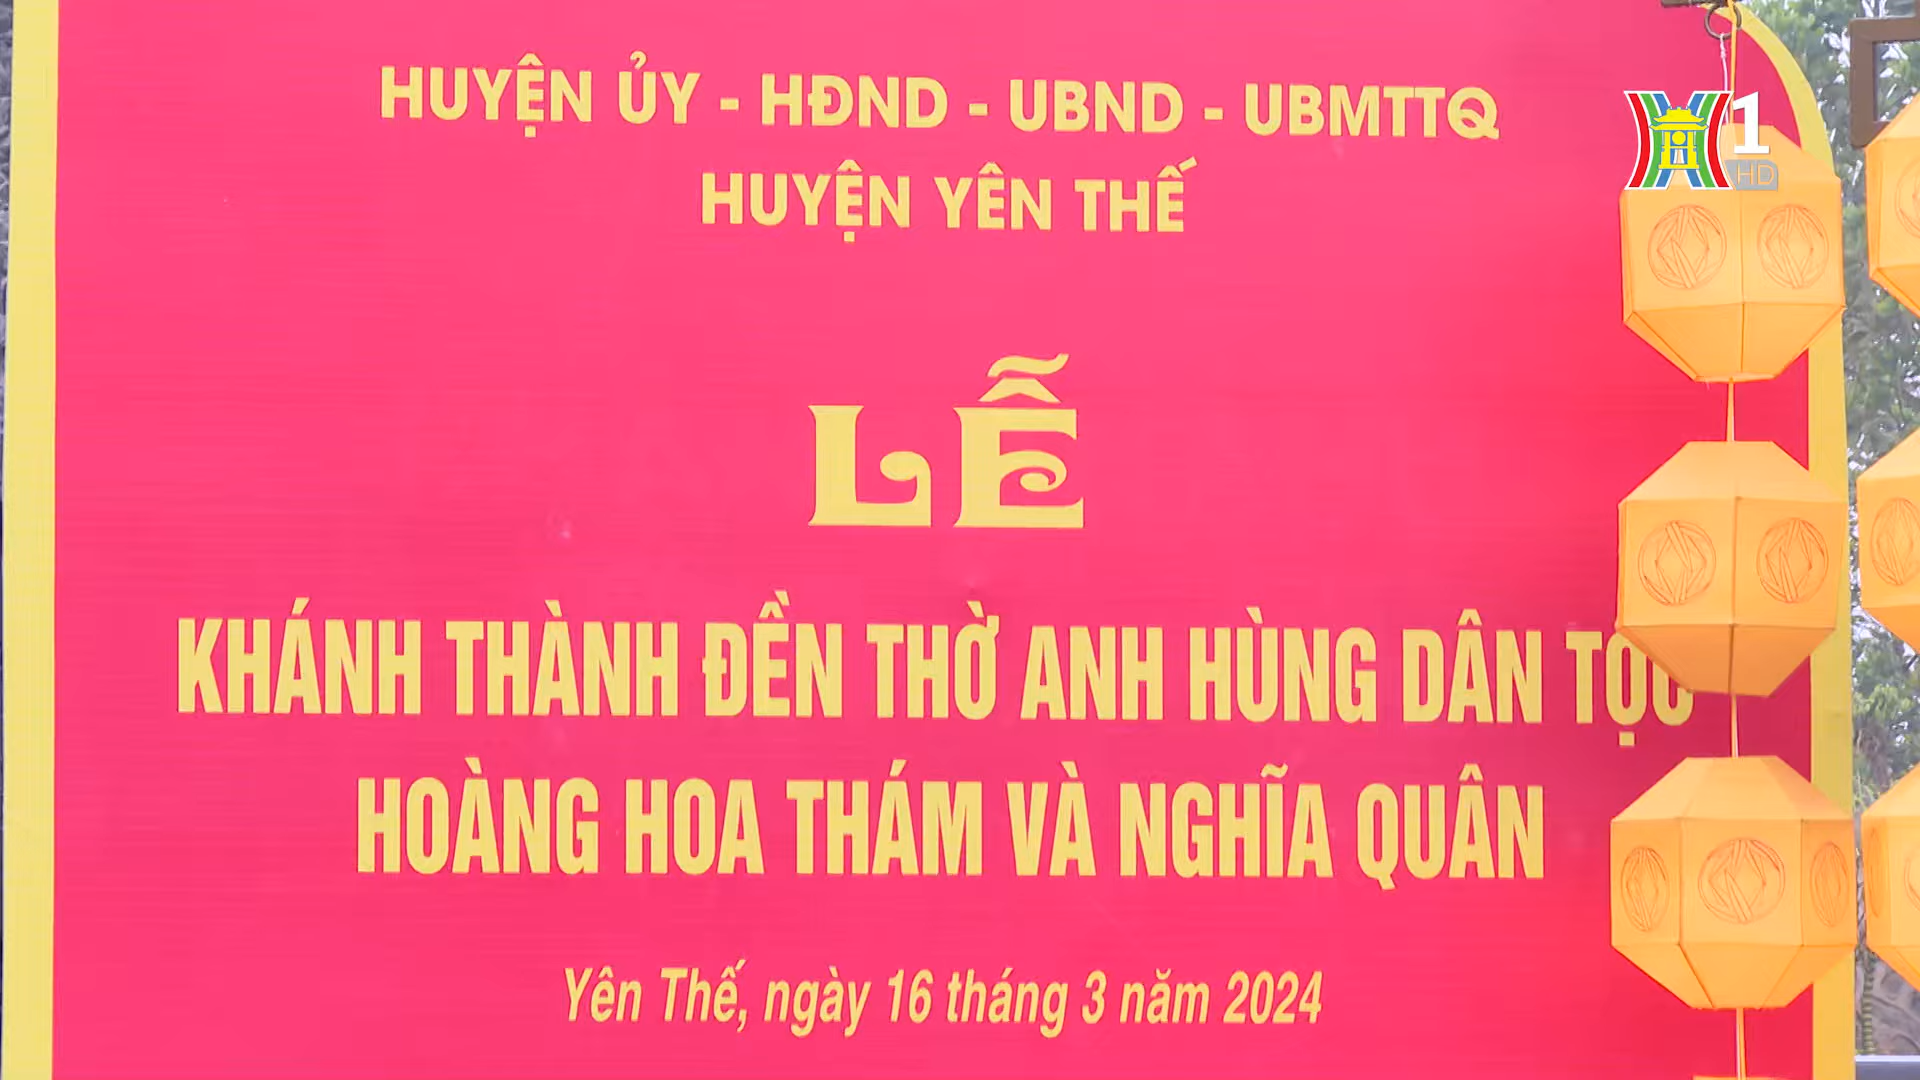 HUYỆN ỦY - HĐND - UBND - UBMTTQ
HUYỆN YÊN THẾ
LỄ
KHÁNH THÀNH ĐỀN THỜ ANH HÙNG DÂN TỘC
HOÀNG HOA THÁM VÀ NGHĨA QUÂN
Yên Thế, ngày 16 tháng 3 năm 2024
1
HD